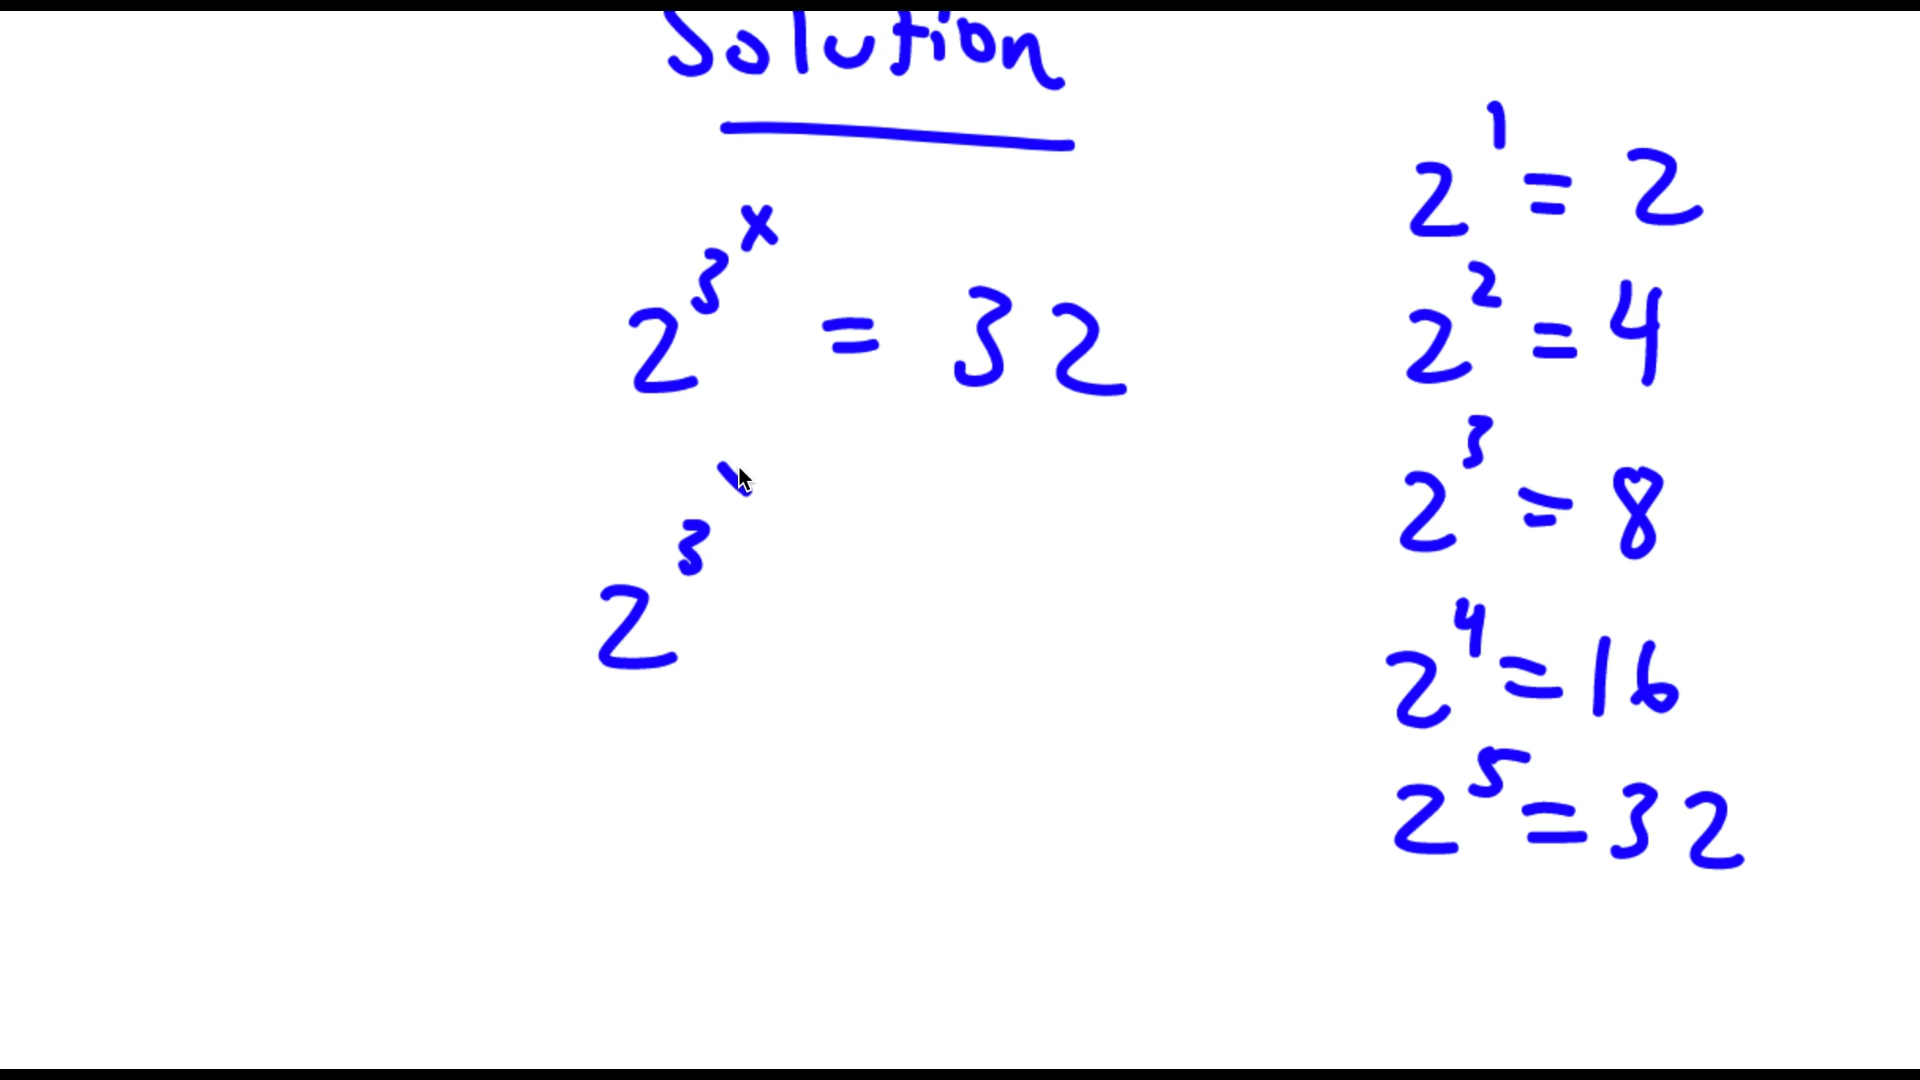 Solution
2^3^x = 32
2^3
2^1 = 2
2^2 = 4
2^3 = 8
2^4 = 16
2^5 = 32